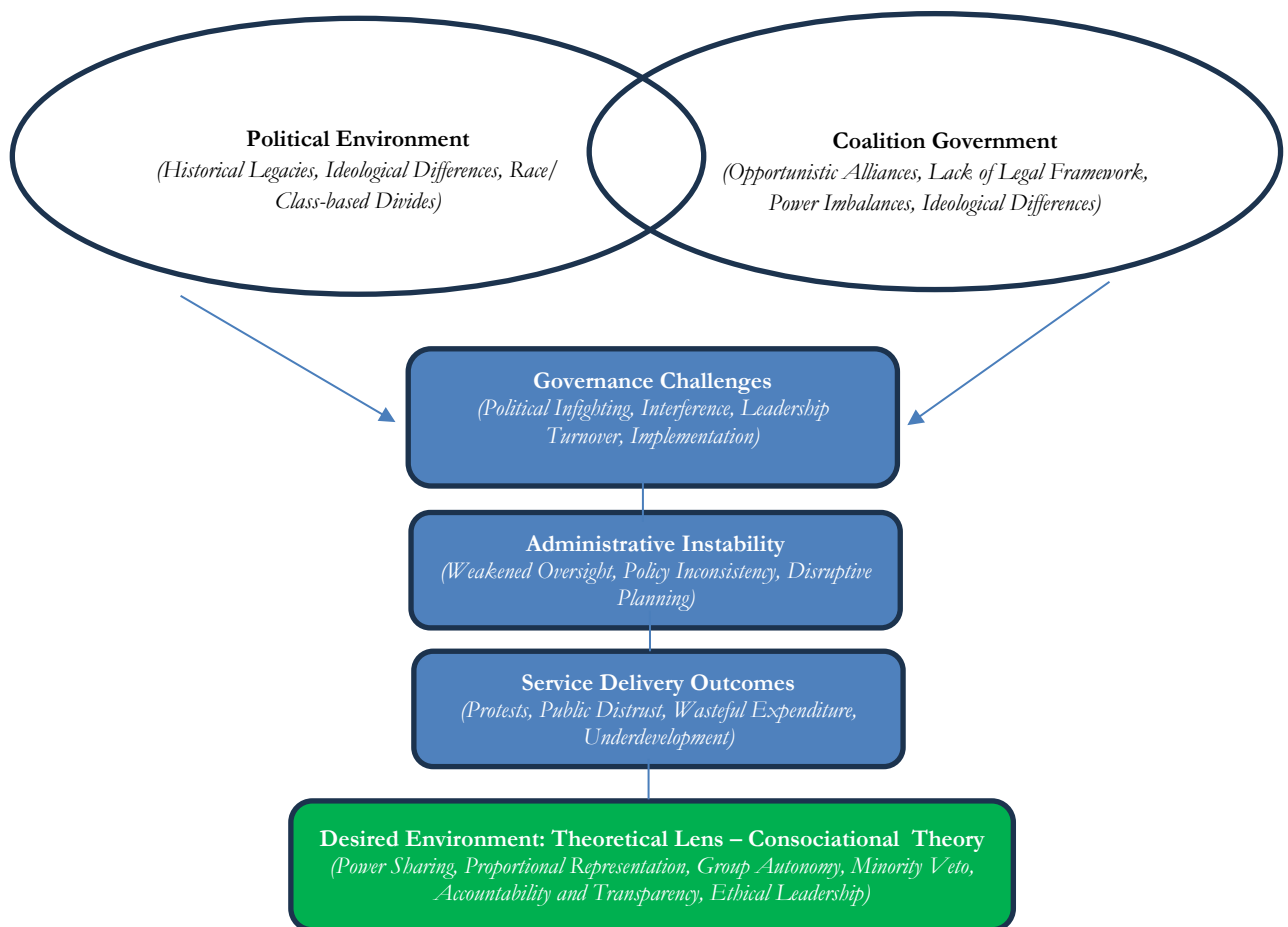 Political Environment
(Historical Legacies, Ideological Differences, Race/
Class-based Divides)
Coalition Government
(Opportunistic Alliances, Lack of Legal Framework,
Power Imbalances, Ideological Differences)
Governance Challenges
(Political Infighting, Interference, Leadership
Turnover, Implementation)
Administrative Instability
(Weakened Oversight, Policy Inconsistency, Disruptive
Planning)
Service Delivery Outcomes
(Protests, Public Distrust, Wasteful Expenditure,
Underdevelopment)
Desired Environment: Theoretical Lens – Consociational Theory
(Power Sharing, Proportional Representation, Group Autonomy, Minority Veto,
Accountability and Transparency, Ethical Leadership)